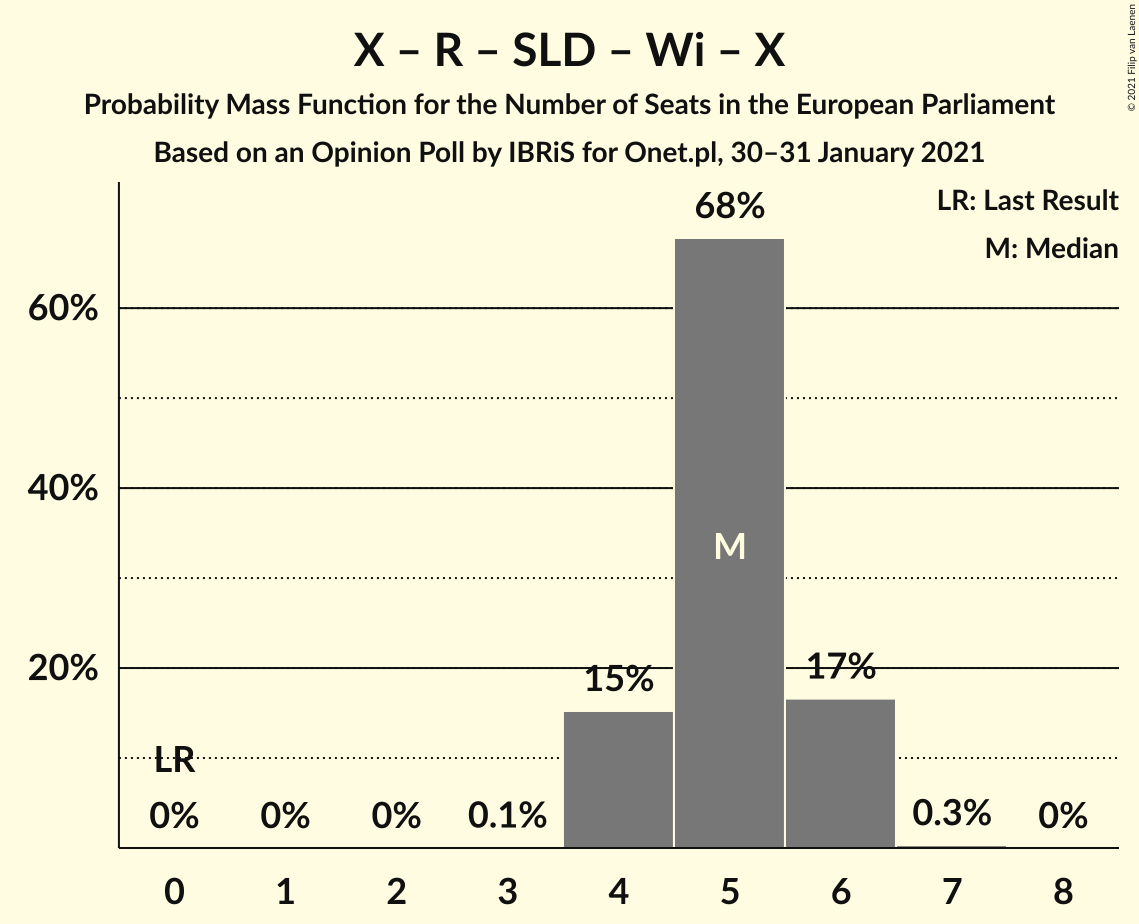 X – R – SLD – Wi – X
Probability Mass Function for the Number of Seats in the European Parliament
Based on an Opinion Poll by IBRiS for Onet.pl, 30–31 January 2021
© 2021 Filip van Laenen
LR: Last Result
M: Median
68%
60%
40%
M
20%
15%
17%
LR
0%
0%
0%
0.1%
0.3%
0%
0 1 2 3 4 5 6 7 8